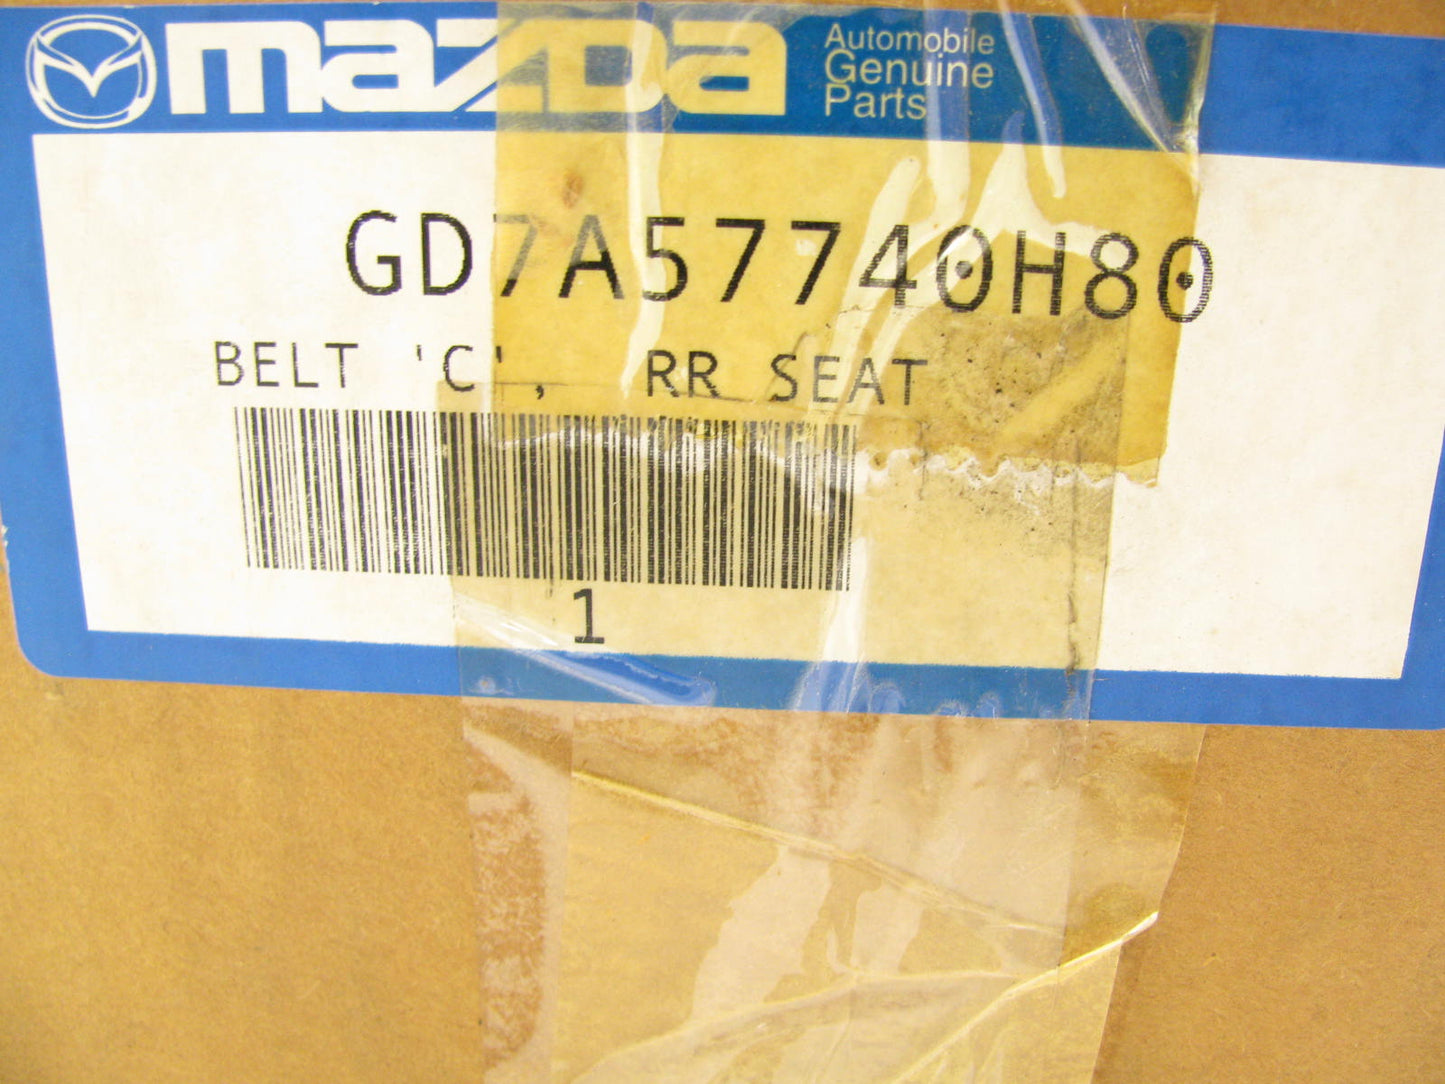 mazda Automobile
Genuine
Parts
GD7A57740H80
BELT 'C', RR SEAT
1